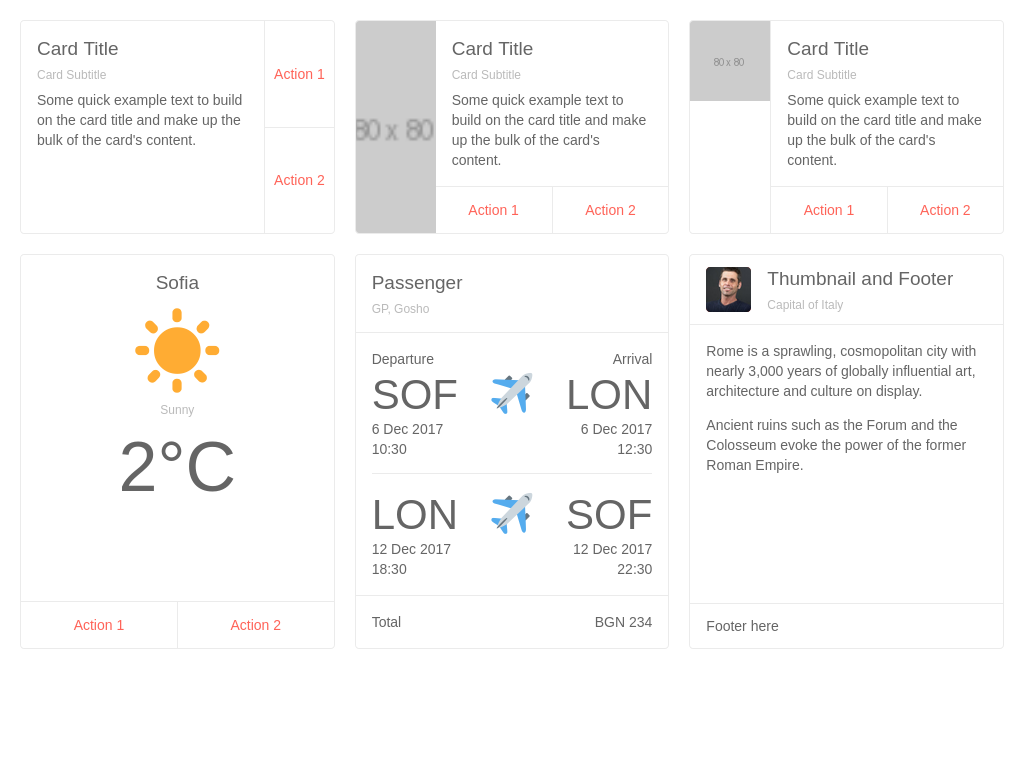 Card Title
Card Subtitle
Some quick example text to build
on the card title and make up the
bulk of the card's content.
Action 1
Action 2
80 x 80
Card Title
Card Subtitle
Some quick example text to
build on the card title and make
up the bulk of the card's
content.
Action 1
Action 2
80 x 80
Card Title
Card Subtitle
Some quick example text to
build on the card title and make
up the bulk of the card's
content.
Action 1
Action 2
Sofia
Sunny
2°C
Action 1
Action 2
Passenger
GP, Gosho
Departure Arrival
SOF LON
6 Dec 2017 6 Dec 2017
10:30 12:30
LON SOF
12 Dec 2017 12 Dec 2017
18:30 22:30
Total BGN 234
Thumbnail and Footer
Capital of Italy
Rome is a sprawling, cosmopolitan city with
nearly 3,000 years of globally influential art,
architecture and culture on display.
Ancient ruins such as the Forum and the
Colosseum evoke the power of the former
Roman Empire.
Footer here